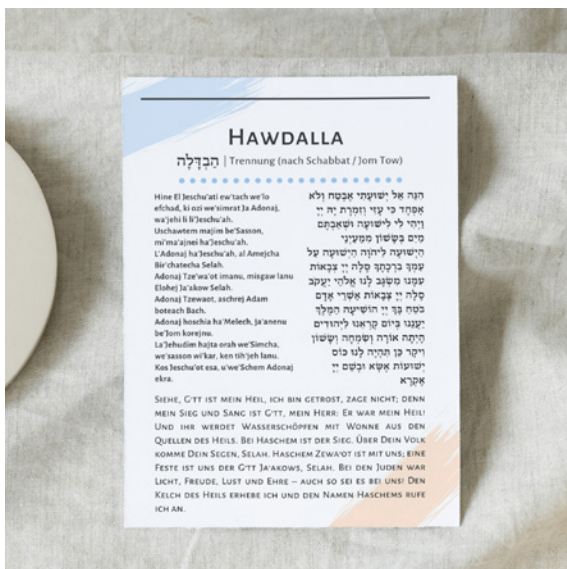 HAWDALLA
הַבְדָּלָה | Trennung (nach Schabbat / Jom Tow)
Hine El Jeschu'ati ew'tach we'lo
efchad, ki ozi we'simrat Ja Adonaj,
wa'jehi li li'Jeschu'ah.
Uschawtem majim be'Sasson,
mi'ma'ajnei ha'Jeschu'ah.
L'Adonaj ha'Jeschu'ah, al Amejcha
Bir'chatecha Selah.
Adonaj Tze'wa'ot imanu, misgaw lanu
Elohej Ja'akow Selah.
Adonaj Tzewaot, aschrej Adam
boteach Bach.
Adonaj hoschia ha'Melech, ja'anenu
be'Jom korejnu.
La'Jehudim hajta orah we'Simcha,
we'sasson wi'kar, ken tih'jeh lanu.
Kos Jeschu'ot esa, u'we'Schem Adonaj
ekra.
הִנֵּה אֵל יְשׁוּעָתִי אֶבְטַח וְלֹא
אֶפְחָד כִּי עָזִּי וְזִמְרָת יָהּ יְיָ
וַיְהִי לִי לִישׁוּעָה וּשְׁאַבְתֶּם
מַיִם בְּשָׂשׂוֹן מִמַּעַיְנֵי
הַיְשׁוּעָה לַיהֹוָה הַיְשׁוּעָה עַל
עַמְּךָ בִרְכָתֶךָ סֶּלָה יְיָ צְבָאוֹת
עִמָּנוּ מִשְׂגָּב לָנוּ אֱלֹהֵי יַעֲקֹב
סֶלָה יְיָ צְבָאוֹת אַשְׁרֵי אָדָם
בֹּטֵחַ בָּךְ יְיָ הוֹשִׁיעָה הַמֶּלֶךְ
יַעֲנֵנוּ בְיוֹם קָרְאֵנוּ לַיְּהוּדִים
הָיְתָה אוֹרָה וְשִׂמְחָה וְשָׂשׂוֹן
וִיקָר כֵּן תִּהְיֶה לָּנוּ כּוֹס
יְשׁוּעוֹת אֶשָּׂא וּבְשֵׁם יְיָ
אֶקְרָא
SIEHE, G'TT IST MEIN HEIL, ICH BIN GETROST, ZAGE NICHT; DENN
MEIN SIEG UND SANG IST G'TT, MEIN HERR: ER WAR MEIN HEIL!
UND IHR WERDET WASSERSCHÖPFEN MIT WONNE AUS DEN
QUELLEN DES HEILS. BEI HASCHEM IST DER SIEG. ÜBER DEIN VOLK
KOMME DEIN SEGEN, SELAH. HASCHEM ZEWA'OT IST MIT UNS; EINE
FESTE IST UNS DER G'TT JA'AKOWS, SELAH. BEI DEN JUDEN WAR
LICHT, FREUDE, LUST UND EHRE – AUCH SO SEI ES BEI UNS! DEN
KELCH DES HEILS ERHEBE ICH UND DEN NAMEN HASCHEMS RUFE
ICH AN.